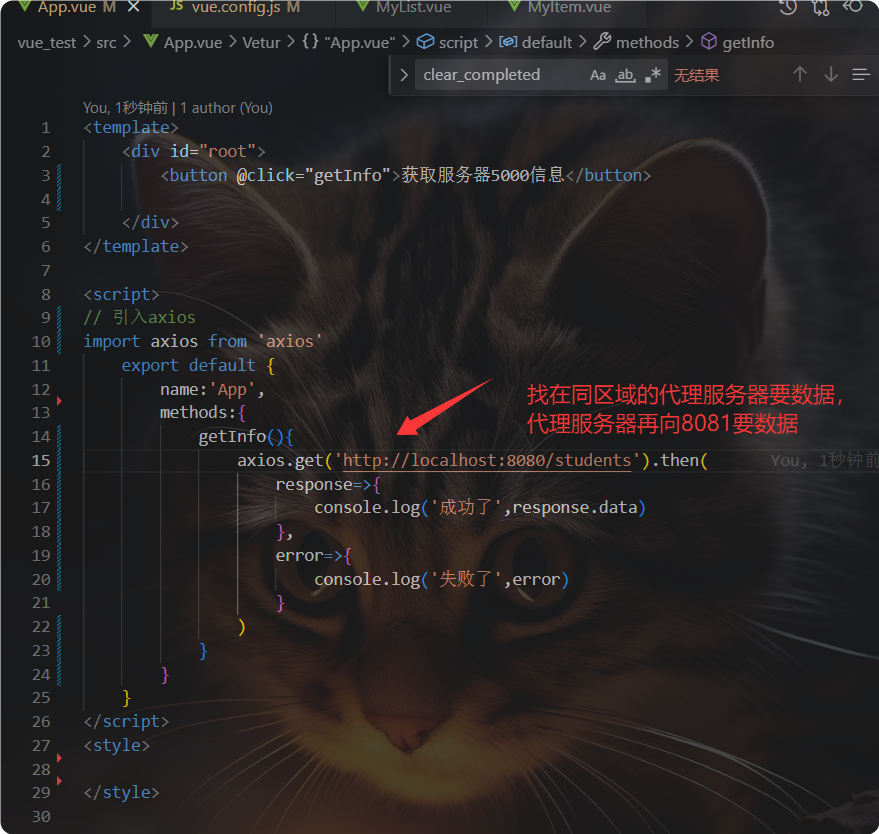 App.vue M
JS vue.config.js M
MyList.vue
MyItem.vue
vue_test > src > App.vue > Vetur > {} "App.vue" > script > default > methods > getInfo
clear_completed Aa ab 无结果
You, 1秒钟前 | 1 author (You)
1 <template>
2 <div id="root">
3 <button @click="getInfo">获取服务器5000信息</button>
4
5 </div>
6 </template>
7
8 <script>
9 // 引入axios
10 import axios from 'axios'
11 export default {
12 name:'App',
13 methods:{
14 getInfo(){
15 axios.get('http://localhost:8080/students').then( You, 1秒钟前
16 response=>{
17 console.log('成功了',response.data)
18 },
19 error=>{
20 console.log('失败了',error)
21 }
22 )
23 }
24 }
25 }
26 </script>
27 <style>
28
29 </style>
30
找在同区域的代理服务器要数据，
代理服务器再向8081要数据